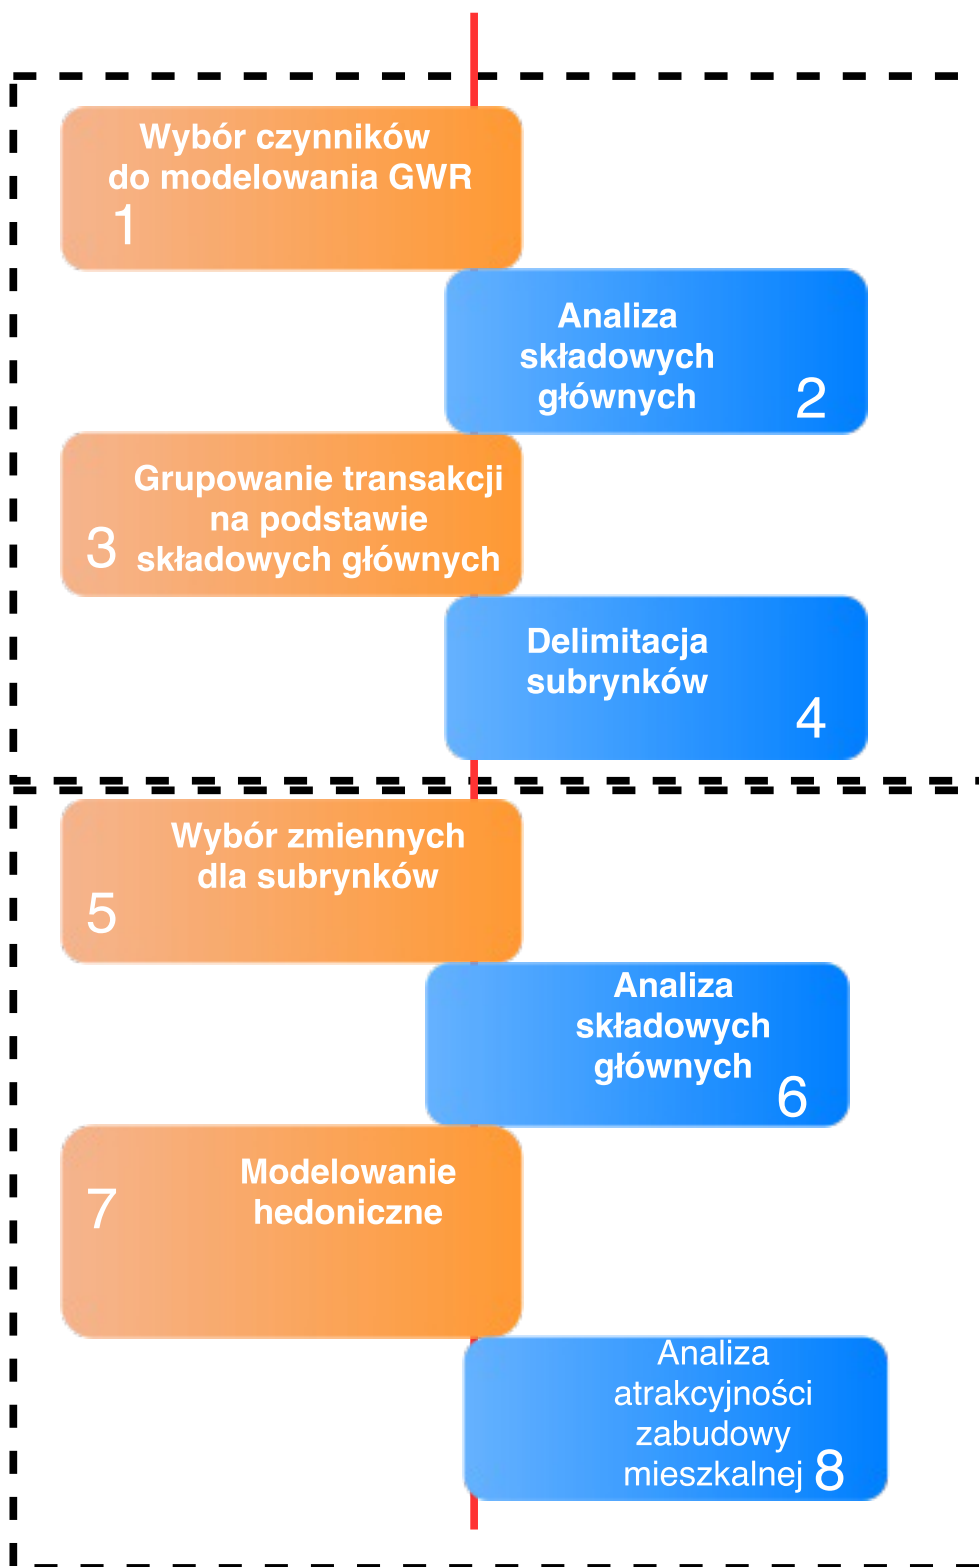 Wybór czynników
do modelowania GWR
1
Analiza
składowych
głównych
2
Grupowanie transakcji
na podstawie
składowych głównych
3
Delimitacja
subrynków
4
Wybór zmiennych
dla subrynków
5
Analiza
składowych
głównych
6
Modelowanie
hedoniczne
7
Analiza
atrakcyjności
zabudowy
mieszkalnej
8